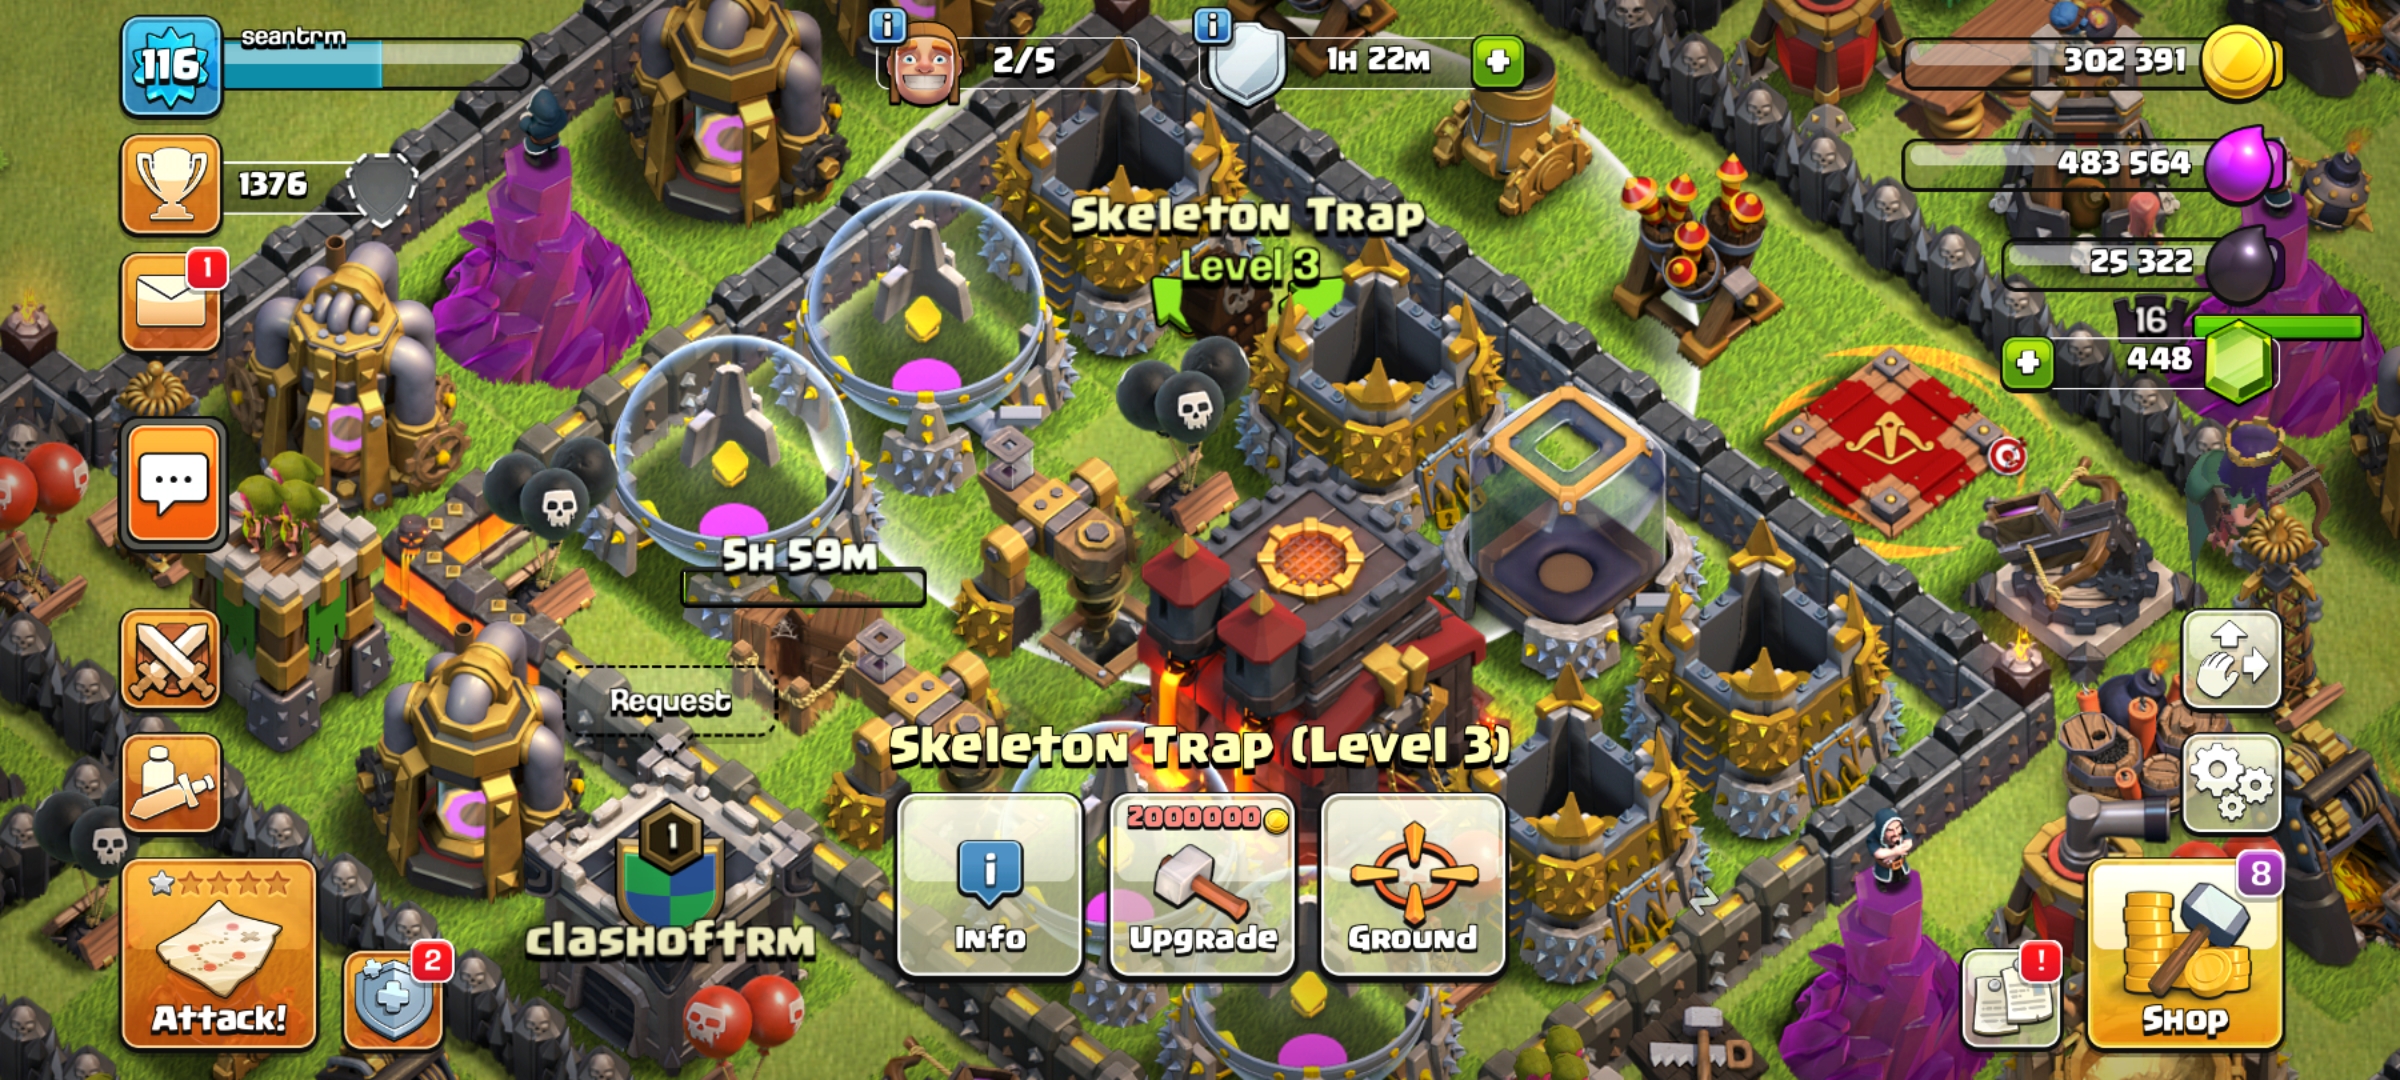 116
seantrm
2/5
1H 22M
302 391
1376
483 564
Skeleton Trap
Level 3
25 322
1
16
448
5H 59M
Request
Skeleton Trap (Level 3)
1
2000000
8
Info
Upgrade
Ground
clashoftRM
2
!
Attack!
Shop